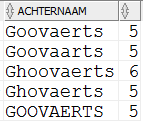 ACHTERNAAM
Goovaerts 5
Goovaarts 5
Ghoovaerts 6
Ghovaerts 5
GOOVAERTS 5